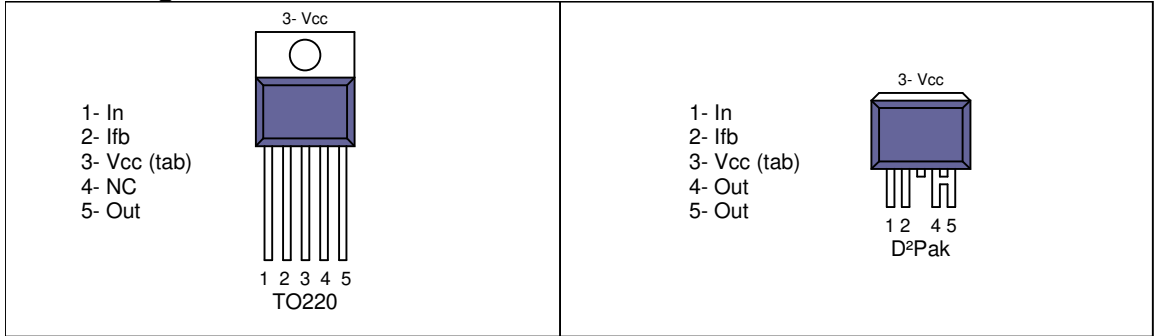 3- Vcc
1- In
2- Ifb
3- Vcc (tab)
4- NC
5- Out
1 2 3 4 5
TO220
3- Vcc
1- In
2- Ifb
3- Vcc (tab)
4- Out
5- Out
1 2 4 5
D²Pak